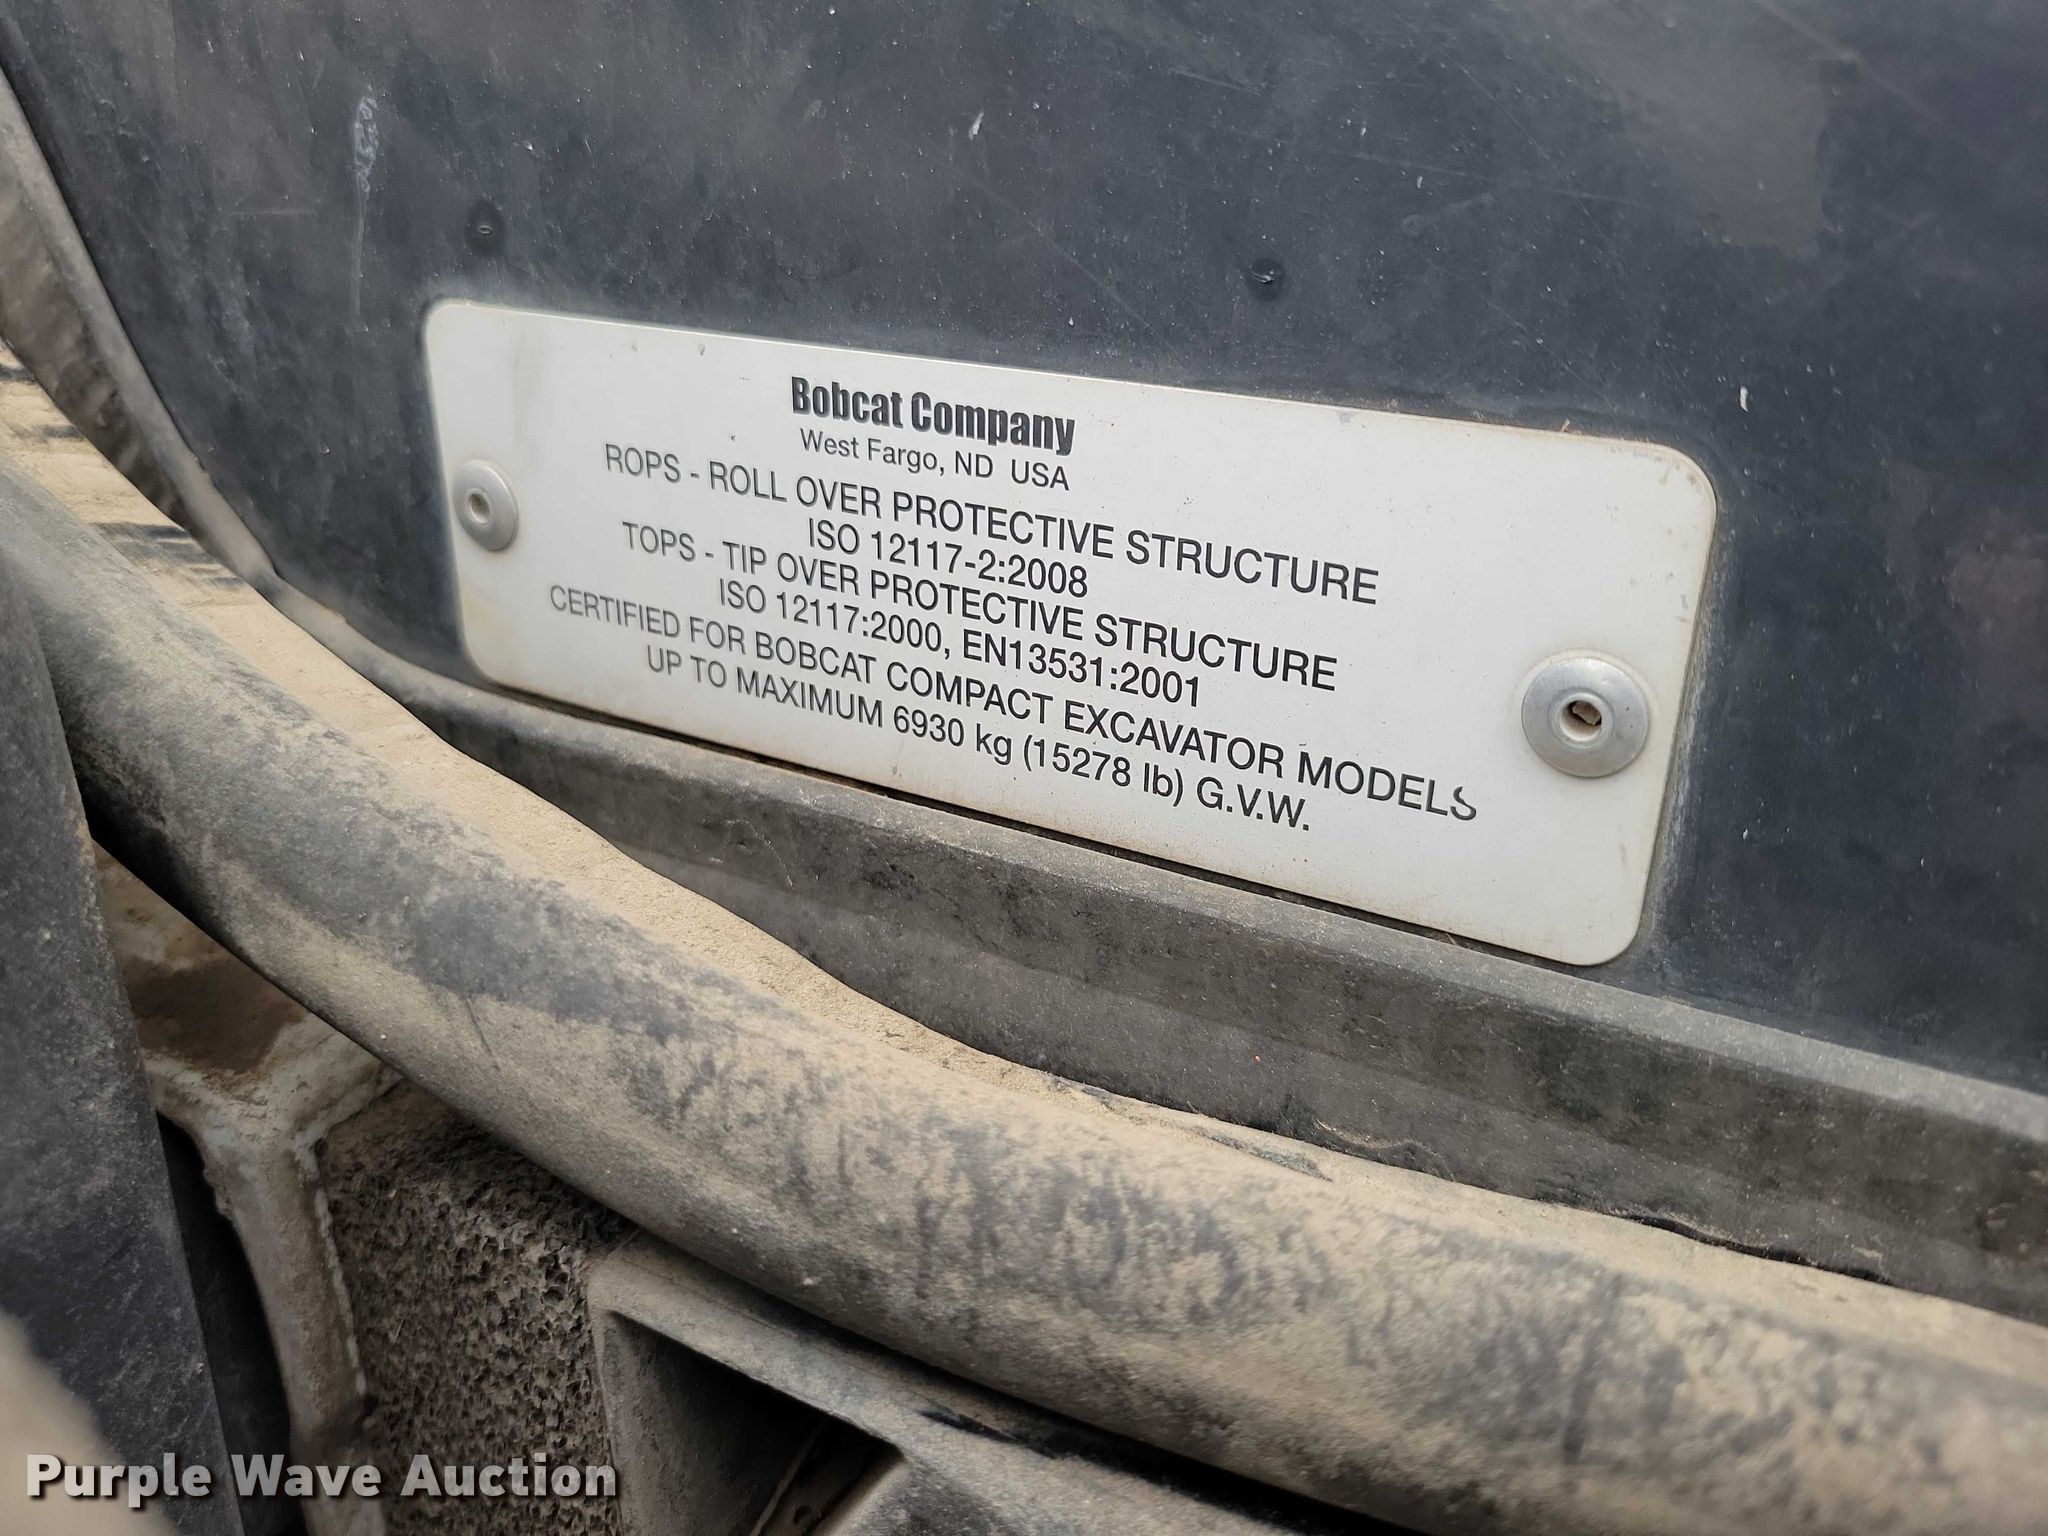 Bobcat Company
West Fargo, ND USA
ROPS - ROLL OVER PROTECTIVE STRUCTURE
ISO 12117-2:2008
TOPS - TIP OVER PROTECTIVE STRUCTURE
ISO 12117:2000, EN13531:2001
CERTIFIED FOR BOBCAT COMPACT EXCAVATOR MODELS
UP TO MAXIMUM 6930 kg (15278 lb) G.V.W.
Purple Wave Auction